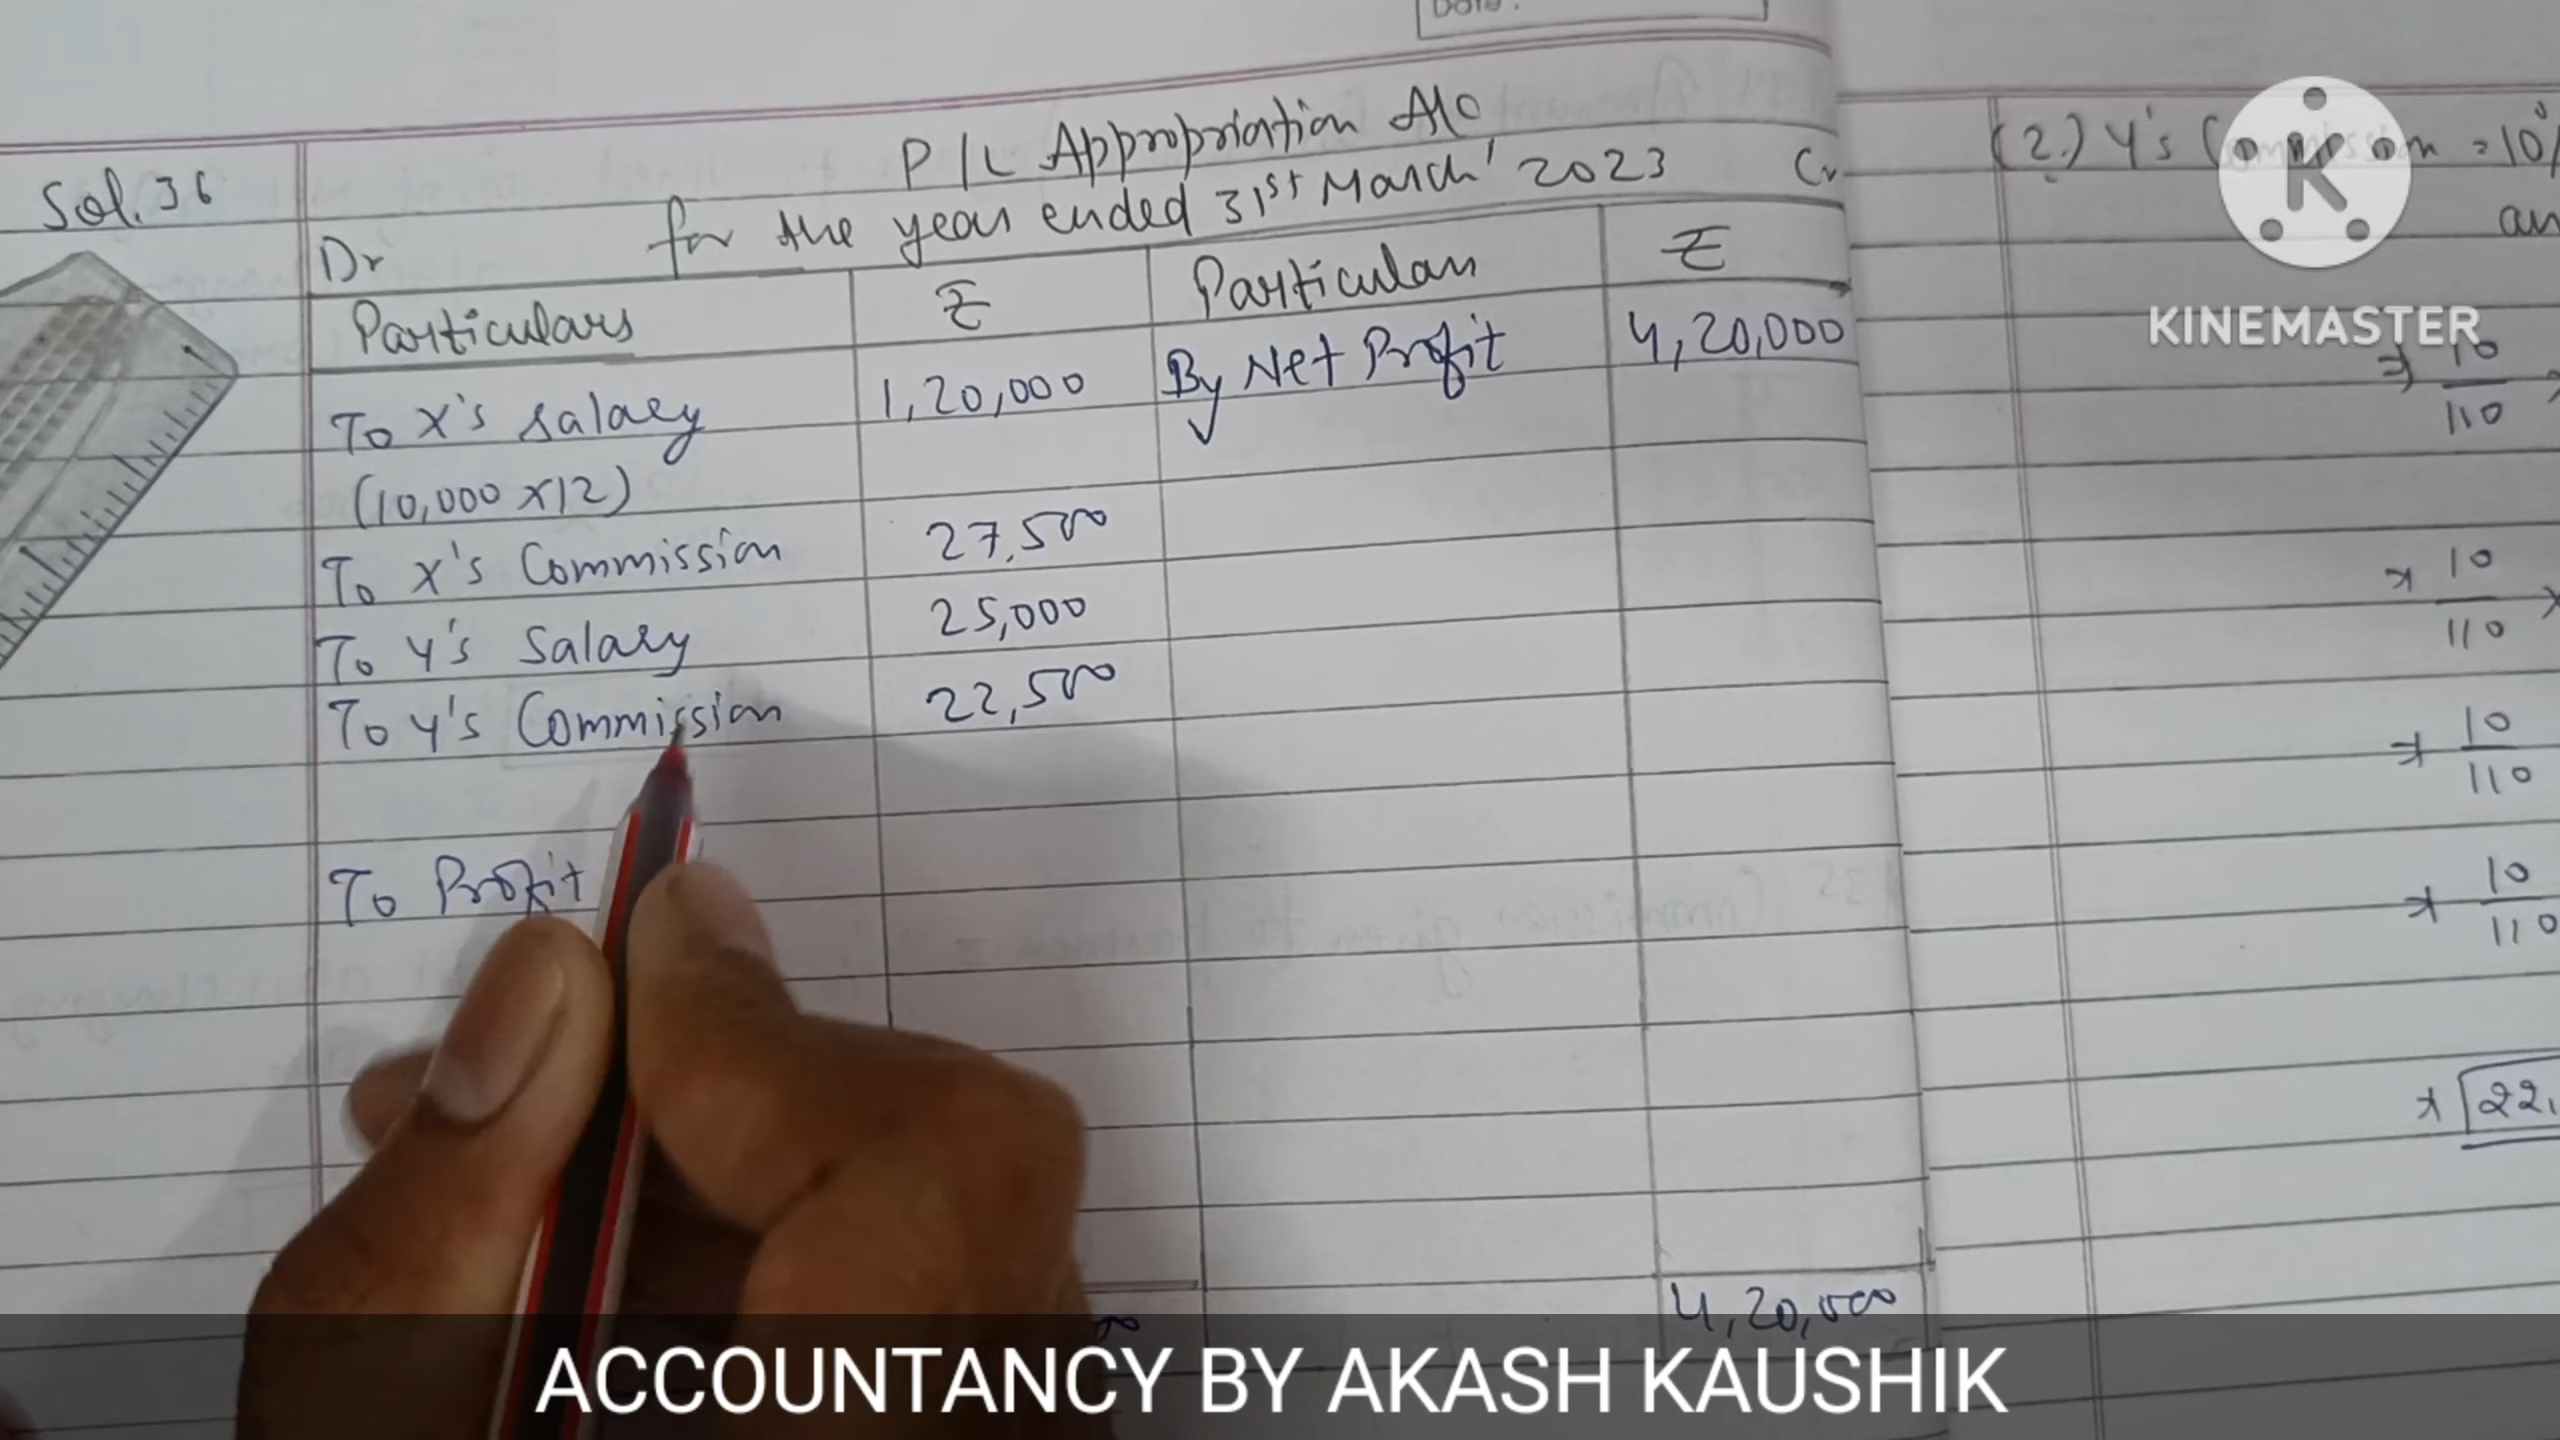 Date :
P/L Appropriation A/c
for the year ended 31st March' 2023
Sol. 36
Dr
Cr
Particulars ₹ Particulars ₹
To X's Salary 1,20,000 By Net Profit 4,20,000
(10,000 x 12)
To X's Commission 27,500
To Y's Salary 25,000
To Y's Commission 22,500
To Profit
4,20,000
(2.) Y's = 10%
10
110
10
110
10
110
10
110
22,
KINEMASTER
ACCOUNTANCY BY AKASH KAUSHIK